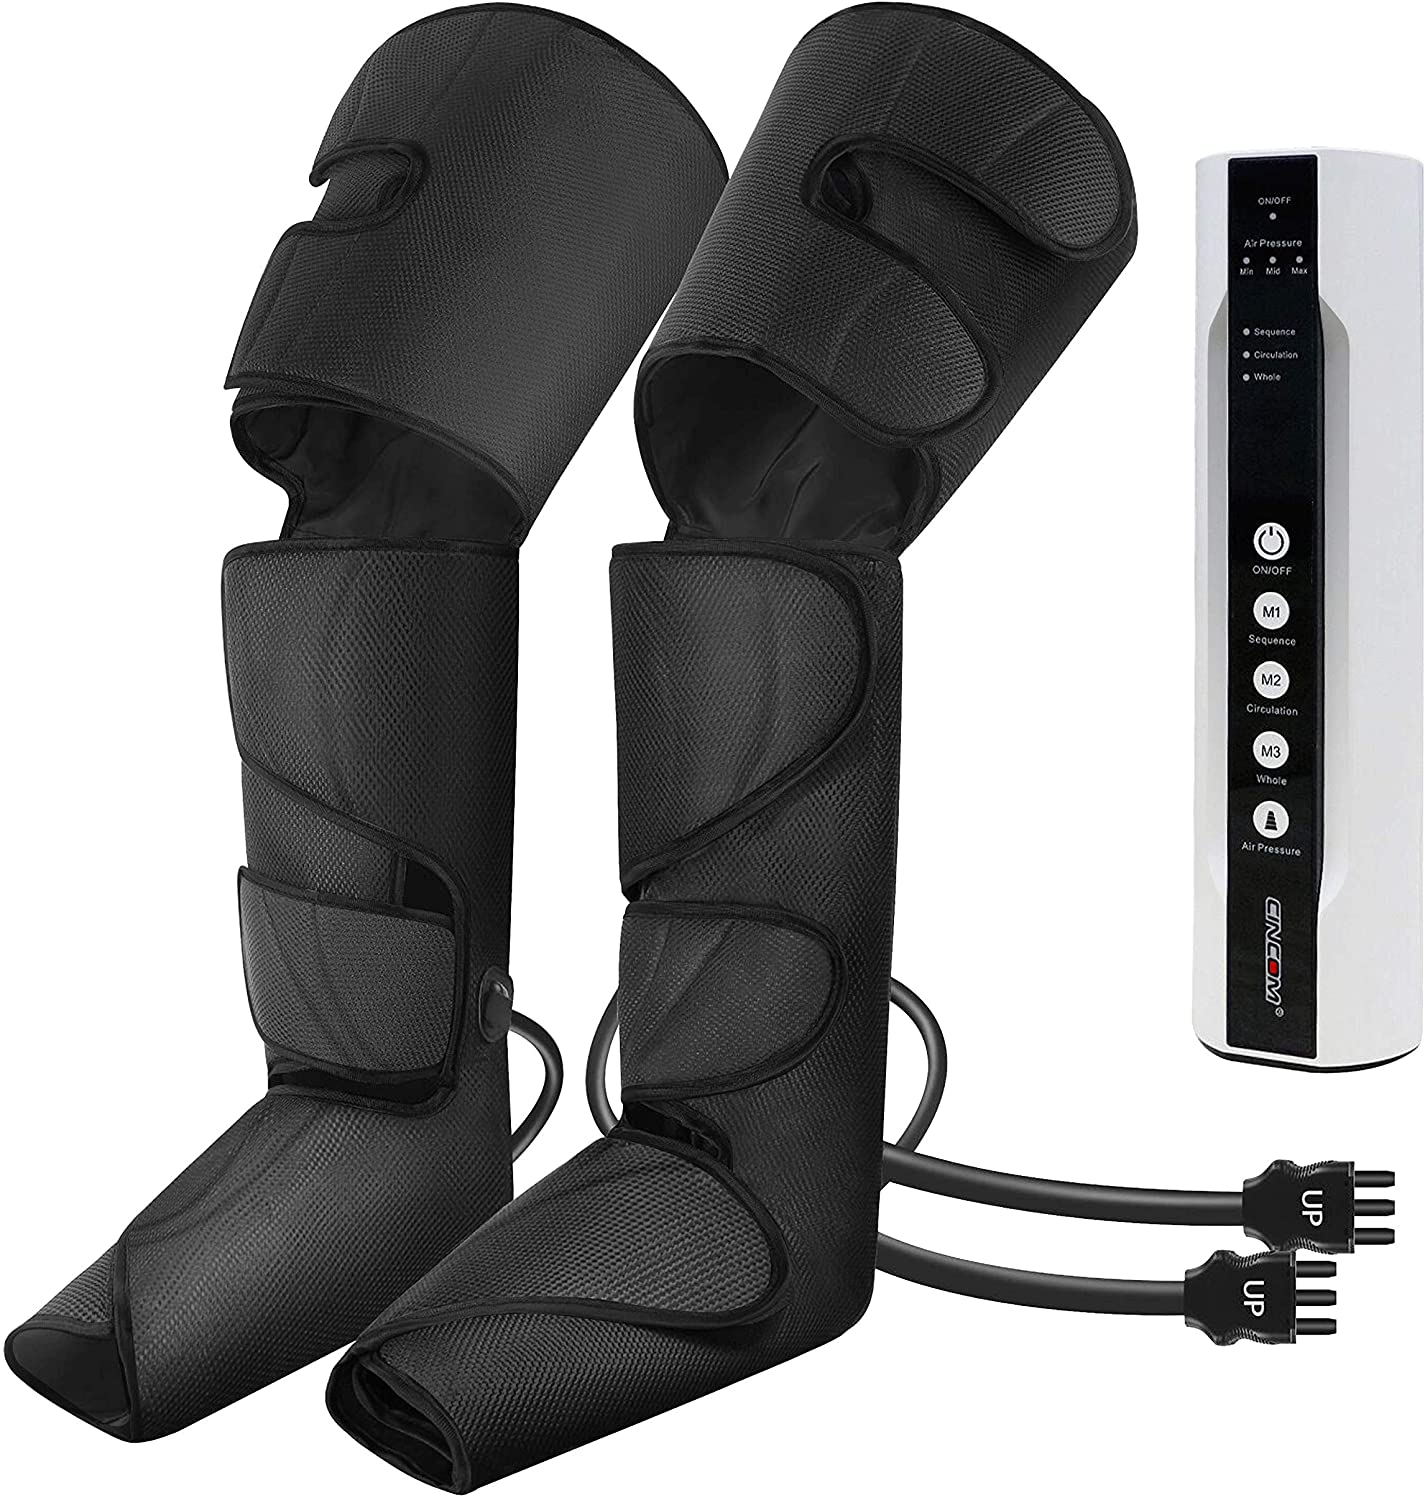 ON/OFF
Air Pressure
Min Mid Max
Sequence
Circulation
Whole
ON/OFF
M1
Sequence
M2
Circulation
M3
Whole
Air Pressure
CINCOM®
UP
UP